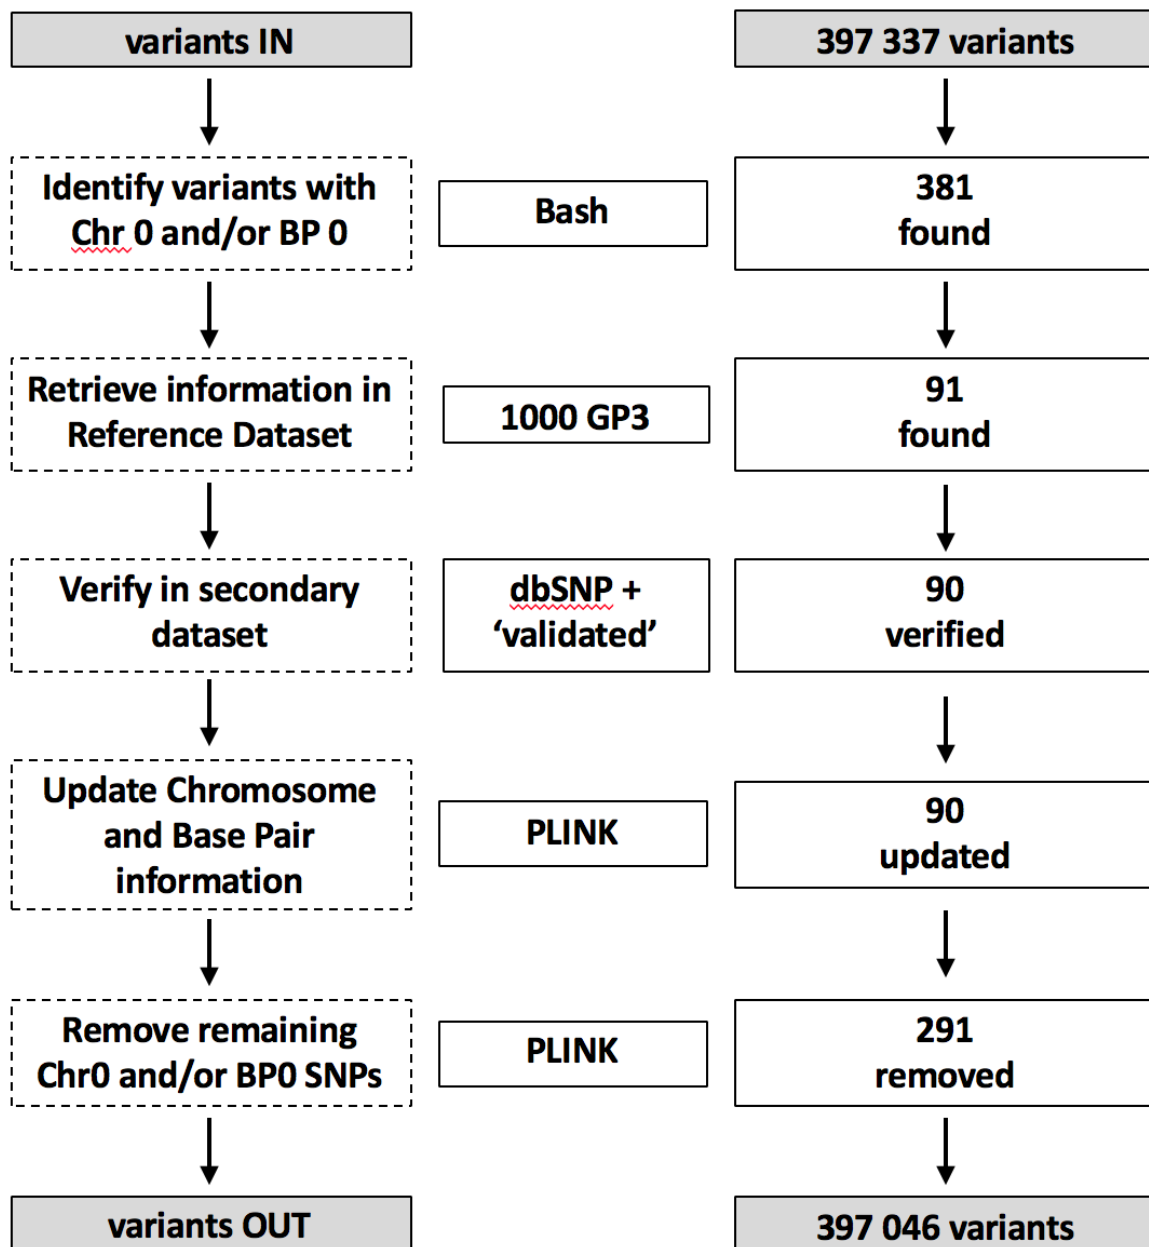 variants IN
397 337 variants
Identify variants with
Chr 0 and/or BP 0
Bash
381
found
Retrieve information in
Reference Dataset
1000 GP3
91
found
Verify in secondary
dataset
dbSNP +
‘validated’
90
verified
Update Chromosome
and Base Pair
information
PLINK
90
updated
Remove remaining
Chr0 and/or BP0 SNPs
PLINK
291
removed
variants OUT
397 046 variants